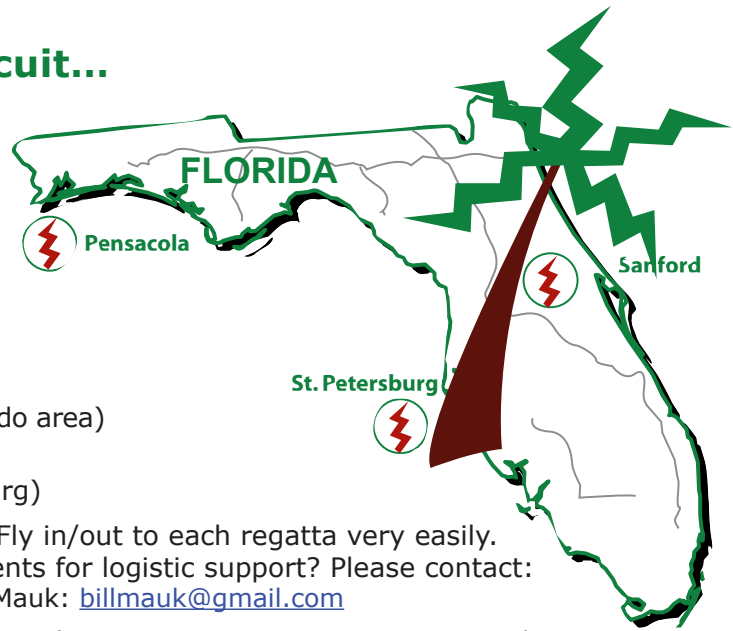 cuit...
FLORIDA
Pensacola
Sanford
St. Petersburg
do area)
rg)
Fly in/out to each regatta very easily.
ents for logistic support? Please contact:
Mauk: billmauk@gmail.com